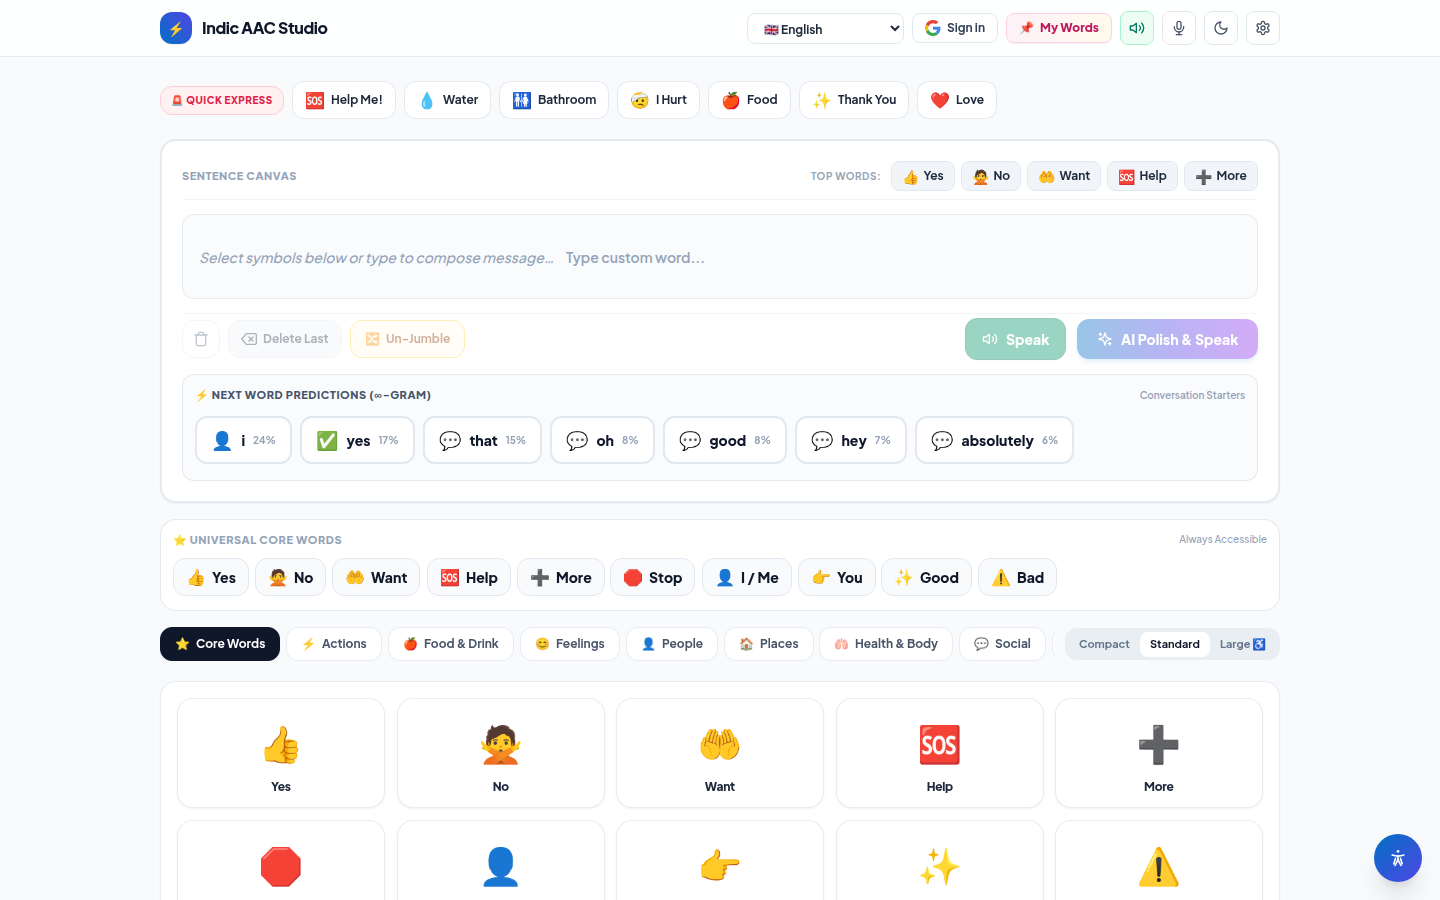 Indic AAC Studio
English
Sign in
My Words
QUICK EXPRESS
Help Me!
Water
Bathroom
I Hurt
Food
Thank You
Love
SENTENCE CANVAS
TOP WORDS:
Yes
No
Want
SOS Help
More
Select symbols below or type to compose message...
Type custom word...
Delete Last
Un-Jumble
Speak
AI Polish & Speak
NEXT WORD PREDICTIONS (∞-GRAM)
Conversation Starters
i 24%
yes 17%
that 15%
oh 8%
good 8%
hey 7%
absolutely 6%
UNIVERSAL CORE WORDS
Always Accessible
Yes
No
Want
SOS Help
More
Stop
I / Me
You
Good
Bad
Core Words
Actions
Food & Drink
Feelings
People
Places
Health & Body
Social
Compact
Standard
Large
Yes
No
Want
SOS
Help
More